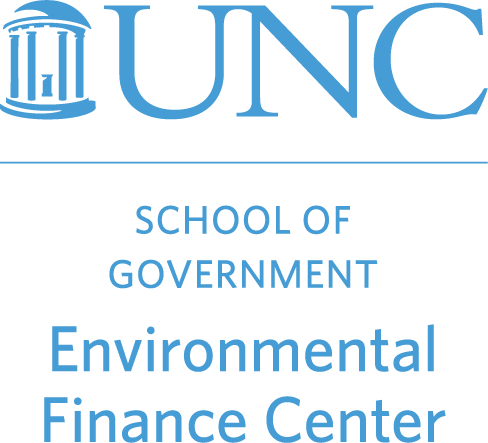 UNC
SCHOOL OF
GOVERNMENT
Environmental
Finance Center